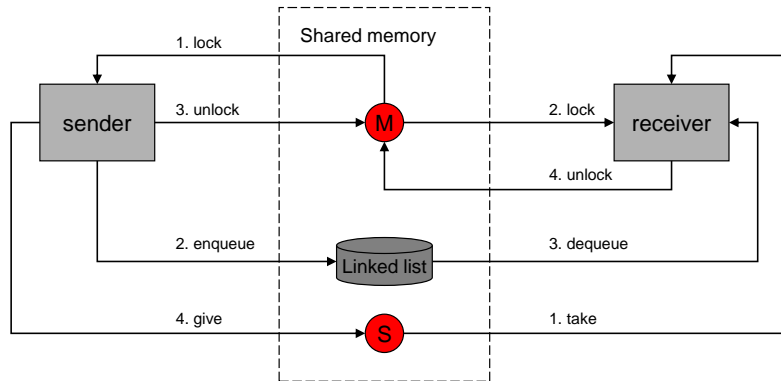 Shared memory
1. lock
sender
3. unlock
M
2. lock
receiver
4. unlock
2. enqueue
Linked list
3. dequeue
4. give
S
1. take